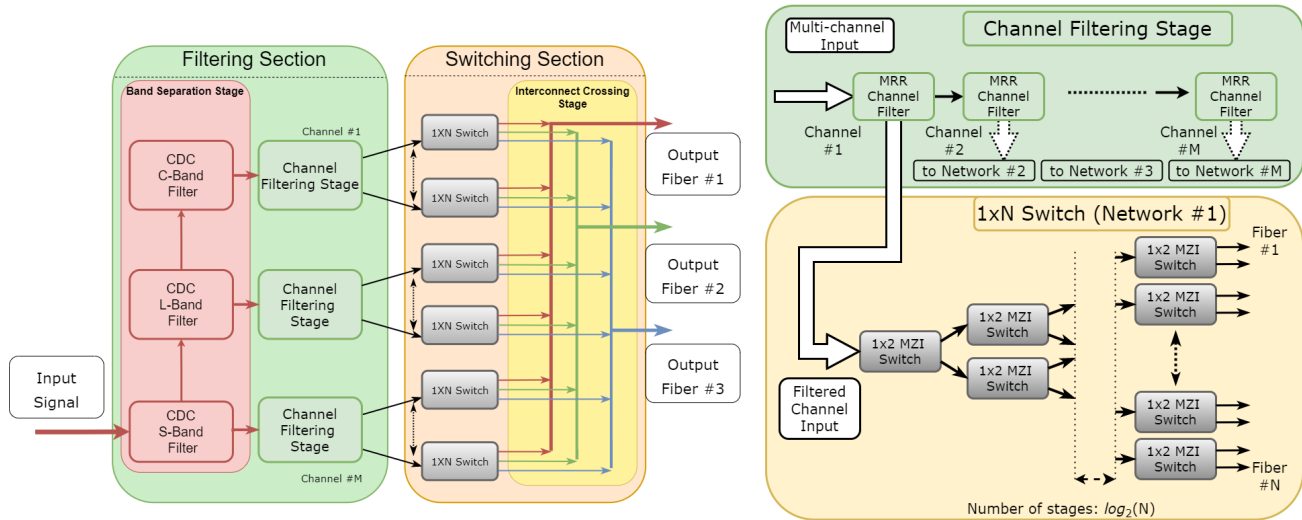 Filtering Section
Band Separation Stage
CDC
C-Band
Filter
CDC
L-Band
Filter
CDC
S-Band
Filter
Input
Signal
Channel #1
Channel
Filtering Stage
Channel
Filtering
Stage
Channel
Filtering
Stage
Channel #M
Switching Section
Interconnect Crossing
Stage
1XN Switch
1XN Switch
1XN Switch
1XN Switch
1XN Switch
1XN Switch
Output
Fiber #1
Output
Fiber #2
Output
Fiber #3
Multi-channel
Input
Channel Filtering Stage
MRR
Channel
Filter
MRR
Channel
Filter
MRR
Channel
Filter
Channel
#1
Channel
#2
Channel
#M
to Network #2
to Network #3
to Network #M
1xN Switch (Network #1)
Fiber
#1
1x2 MZI
Switch
1x2 MZI
Switch
1x2 MZI
Switch
1x2 MZI
Switch
1x2 MZI
Switch
1x2 MZI
Switch
1x2 MZI
Switch
Filtered
Channel
Input
Fiber
#N
Number of stages: log₂(N)